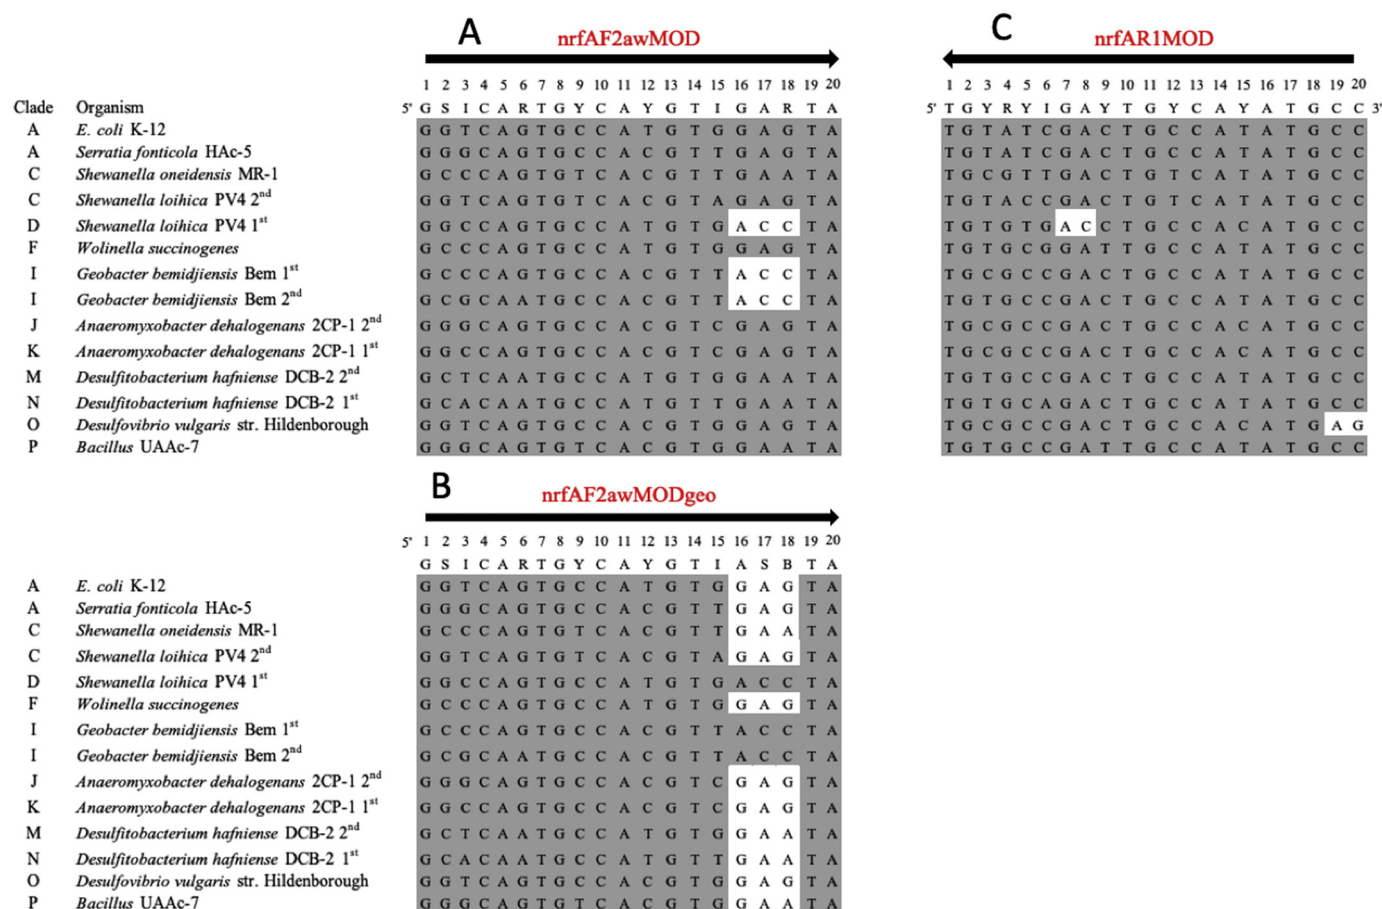 A nrfAF2awMOD C nrfAR1MOD
1 2 3 4 5 6 7 8 9 10 11 12 13 14 15 16 17 18 19 20 1 2 3 4 5 6 7 8 9 10 11 12 13 14 15 16 17 18 19 20
Clade Organism 5' G S I C A R T G Y C A Y G T I G A R T A 5' T G Y R Y I G A Y T G Y C A Y A T G C C 3'
A E. coli K-12 G G T C A G T G C C A T G T G G A G T A T G T A T C G A C T G C C A T A T G C C
A Serratia fonticola HAc-5 G G G C A G T G C C A C G T T G A G T A T G T A T C G A C T G C C A T A T G C C
C Shewanella oneidensis MR-1 G C C C A G T G T C A C G T T G A A T A T G C G T T G A C T G T C A T A T G C C
C Shewanella loihica PV4 2nd G G T C A G T G T C A C G T A G A G T A T G T A C C G A C T G T C A T A T G C C
D Shewanella loihica PV4 1st G G C C A G T G C C A T G T G A C C T A T G T G T G A C C T G C C A C A T G C C
F Wolinella succinogenes G C C C A G T G C C A T G T G G A G T A T G T G C G G A T T G C C A T A T G C C
I Geobacter bemidjiensis Bem 1st G C C C A G T G C C A C G T T A C C T A T G C G C C G A C T G C C A T A T G C C
I Geobacter bemidjiensis Bem 2nd G C G C A A T G C C A C G T T A C C T A T G T G C C G A C T G C C A T A T G C C
J Anaeromyxobacter dehalogenans 2CP-1 2nd G G G C A G T G C C A C G T C G A G T A T G C G C C G A C T G C C A C A T G C C
K Anaeromyxobacter dehalogenans 2CP-1 1st G G C C A G T G C C A C G T C G A G T A T G C G C C G A C T G C C A C A T G C C
M Desulfitobacterium hafniense DCB-2 2nd G C T C A A T G C C A T G T G G A A T A T G T G C C G A C T G C C A T A T G C C
N Desulfitobacterium hafniense DCB-2 1st G C A C A A T G C C A T G T T G A A T A T G T G C A G A C T G C C A T A T G C C
O Desulfovibrio vulgaris str. Hildenborough G G T C A G T G C C A C G T G G A G T A T G C G C C G A C T G C C A C A T G A G
P Bacillus UAAc-7 G G G C A G T G T C A C G T G G A A T A T G T G C C G A T T G C C A T A T G C C
B nrfAF2awMODgeo
5' 1 2 3 4 5 6 7 8 9 10 11 12 13 14 15 16 17 18 19 20
G S I C A R T G Y C A Y G T I A S B T A
A E. coli K-12 G G T C A G T G C C A T G T G G A G T A
A Serratia fonticola HAc-5 G G G C A G T G C C A C G T T G A G T A
C Shewanella oneidensis MR-1 G C C C A G T G T C A C G T T G A A T A
C Shewanella loihica PV4 2nd G G T C A G T G T C A C G T A G A G T A
D Shewanella loihica PV4 1st G G C C A G T G C C A T G T G A C C T A
F Wolinella succinogenes G C C C A G T G C C A T G T G G A G T A
I Geobacter bemidjiensis Bem 1st G C C C A G T G C C A C G T T A C C T A
I Geobacter bemidjiensis Bem 2nd G C G C A A T G C C A C G T T A C C T A
J Anaeromyxobacter dehalogenans 2CP-1 2nd G G G C A G T G C C A C G T C G A G T A
K Anaeromyxobacter dehalogenans 2CP-1 1st G G C C A G T G C C A C G T C G A G T A
M Desulfitobacterium hafniense DCB-2 2nd G C T C A A T G C C A T G T G G A A T A
N Desulfitobacterium hafniense DCB-2 1st G C A C A A T G C C A T G T T G A A T A
O Desulfovibrio vulgaris str. Hildenborough G G T C A G T G C C A C G T G G A G T A
P Bacillus UAAc-7 G G G C A G T G T C A C G T G G A A T A